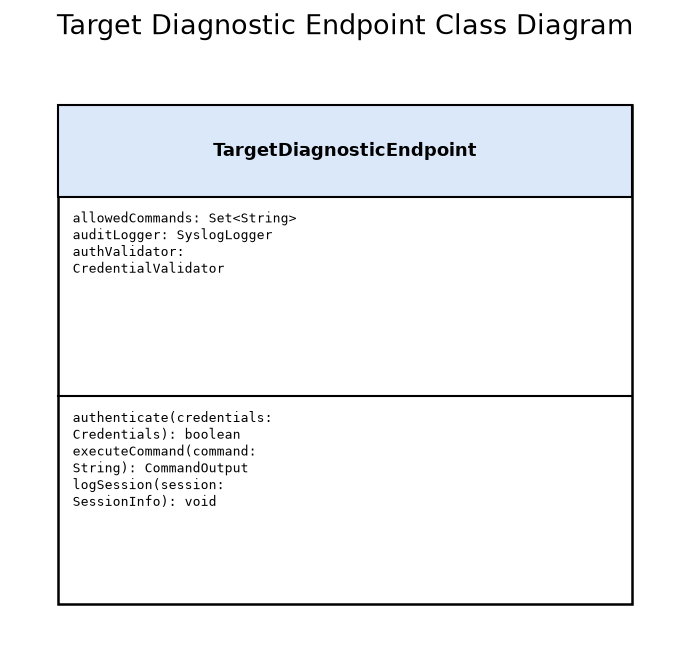 Target Diagnostic Endpoint Class Diagram
TargetDiagnosticEndpoint
allowedCommands: Set<String>
auditLogger: SyslogLogger
authValidator:
CredentialValidator
authenticate(credentials:
Credentials): boolean
executeCommand(command:
String): CommandOutput
logSession(session:
SessionInfo): void